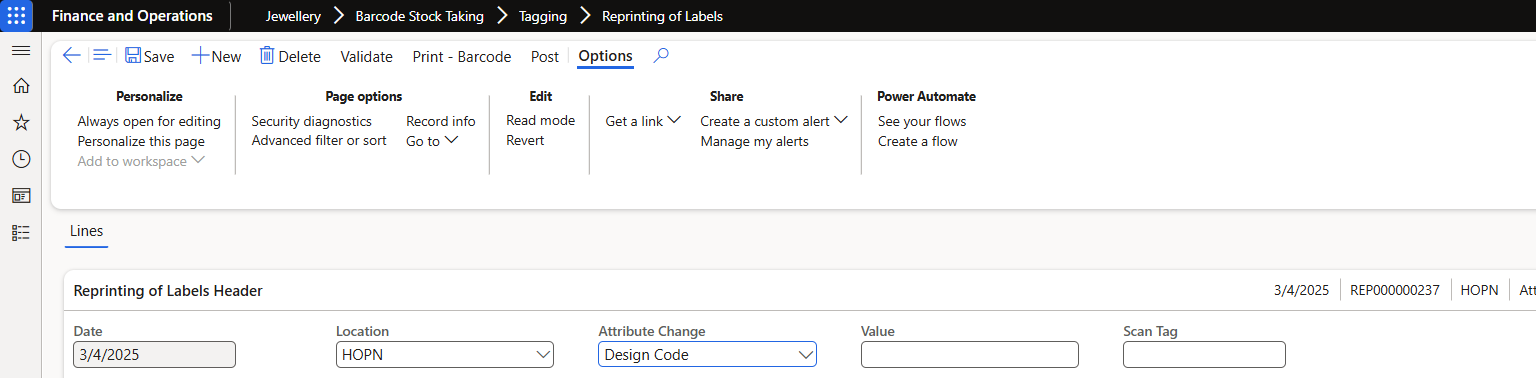 Finance and Operations Jewellery Barcode Stock Taking Tagging Reprinting of Labels
Save New Delete Validate Print - Barcode Post Options
Personalize Page options Edit Share Power Automate
Always open for editing Security diagnostics Record info Read mode Get a link Create a custom alert See your flows
Personalize this page Advanced filter or sort Go to Revert Manage my alerts Create a flow
Add to workspace
Lines
Reprinting of Labels Header 3/4/2025 REP000000237 HOPN Att
Date Location Attribute Change Value Scan Tag
3/4/2025 HOPN Design Code